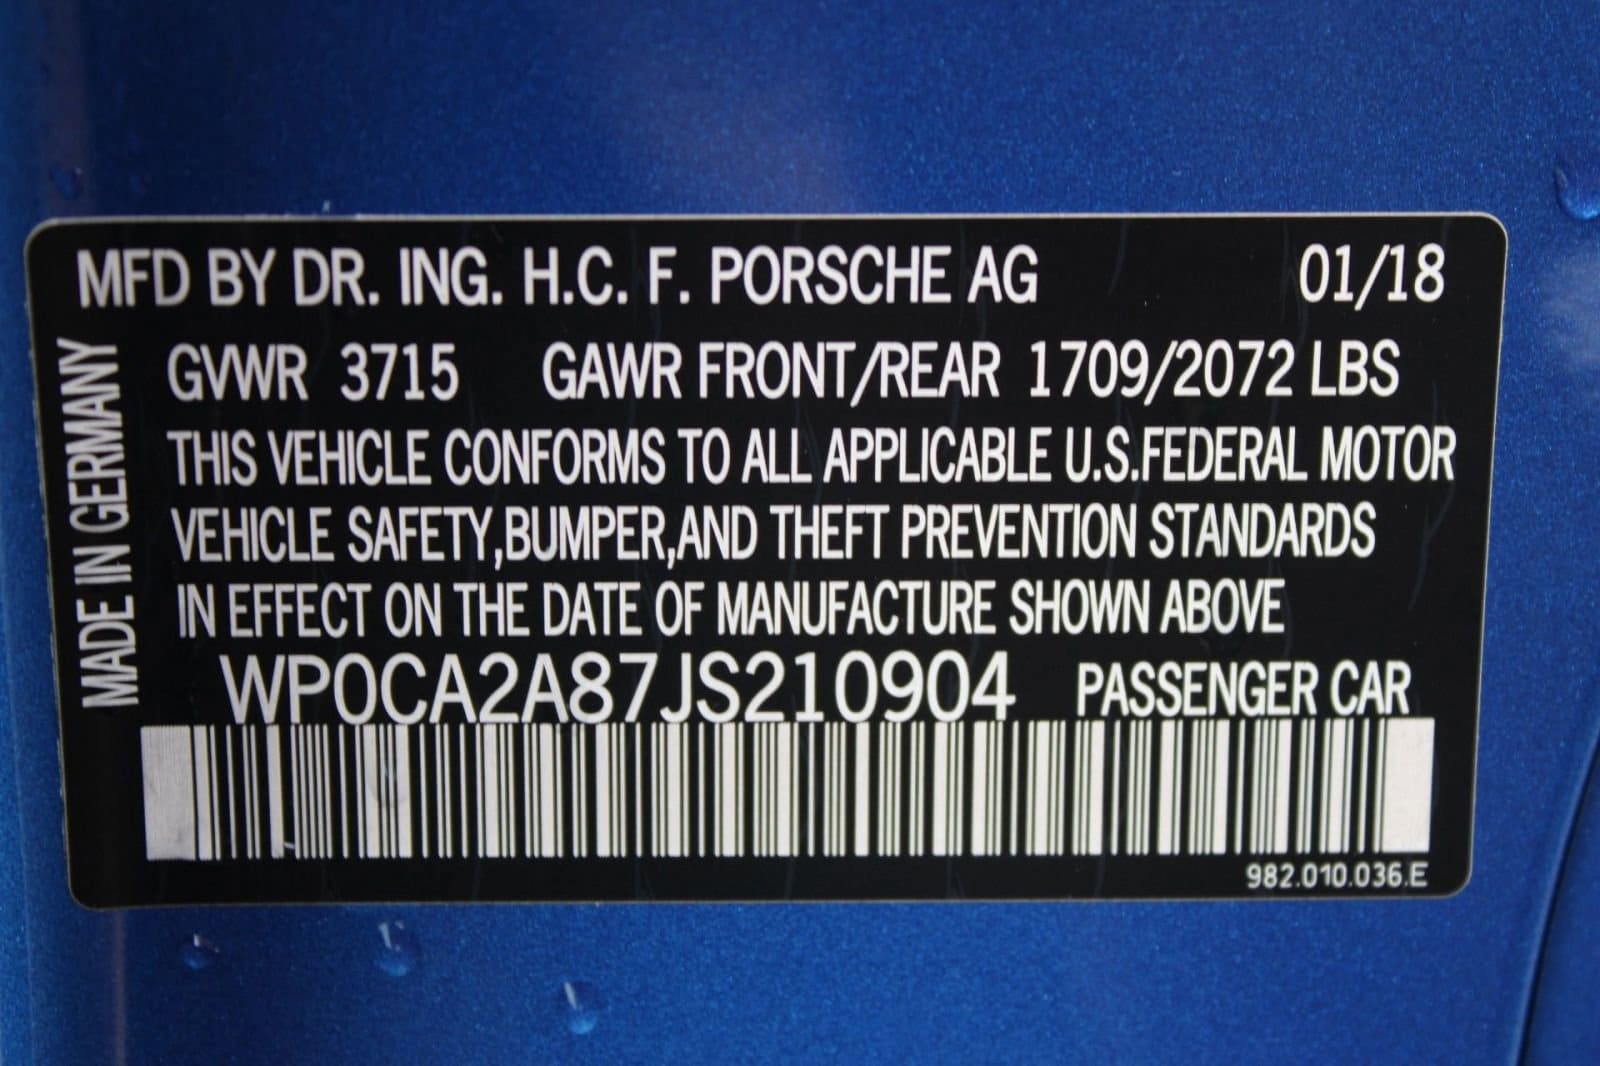 MFD BY DR. ING. H.C. F. PORSCHE AG 01/18
GVWR 3715 GAWR FRONT/REAR 1709/2072 LBS
THIS VEHICLE CONFORMS TO ALL APPLICABLE U.S.FEDERAL MOTOR
VEHICLE SAFETY,BUMPER,AND THEFT PREVENTION STANDARDS
IN EFFECT ON THE DATE OF MANUFACTURE SHOWN ABOVE
WP0CA2A87JS210904 PASSENGER CAR
982.010.036.E
MADE IN GERMANY